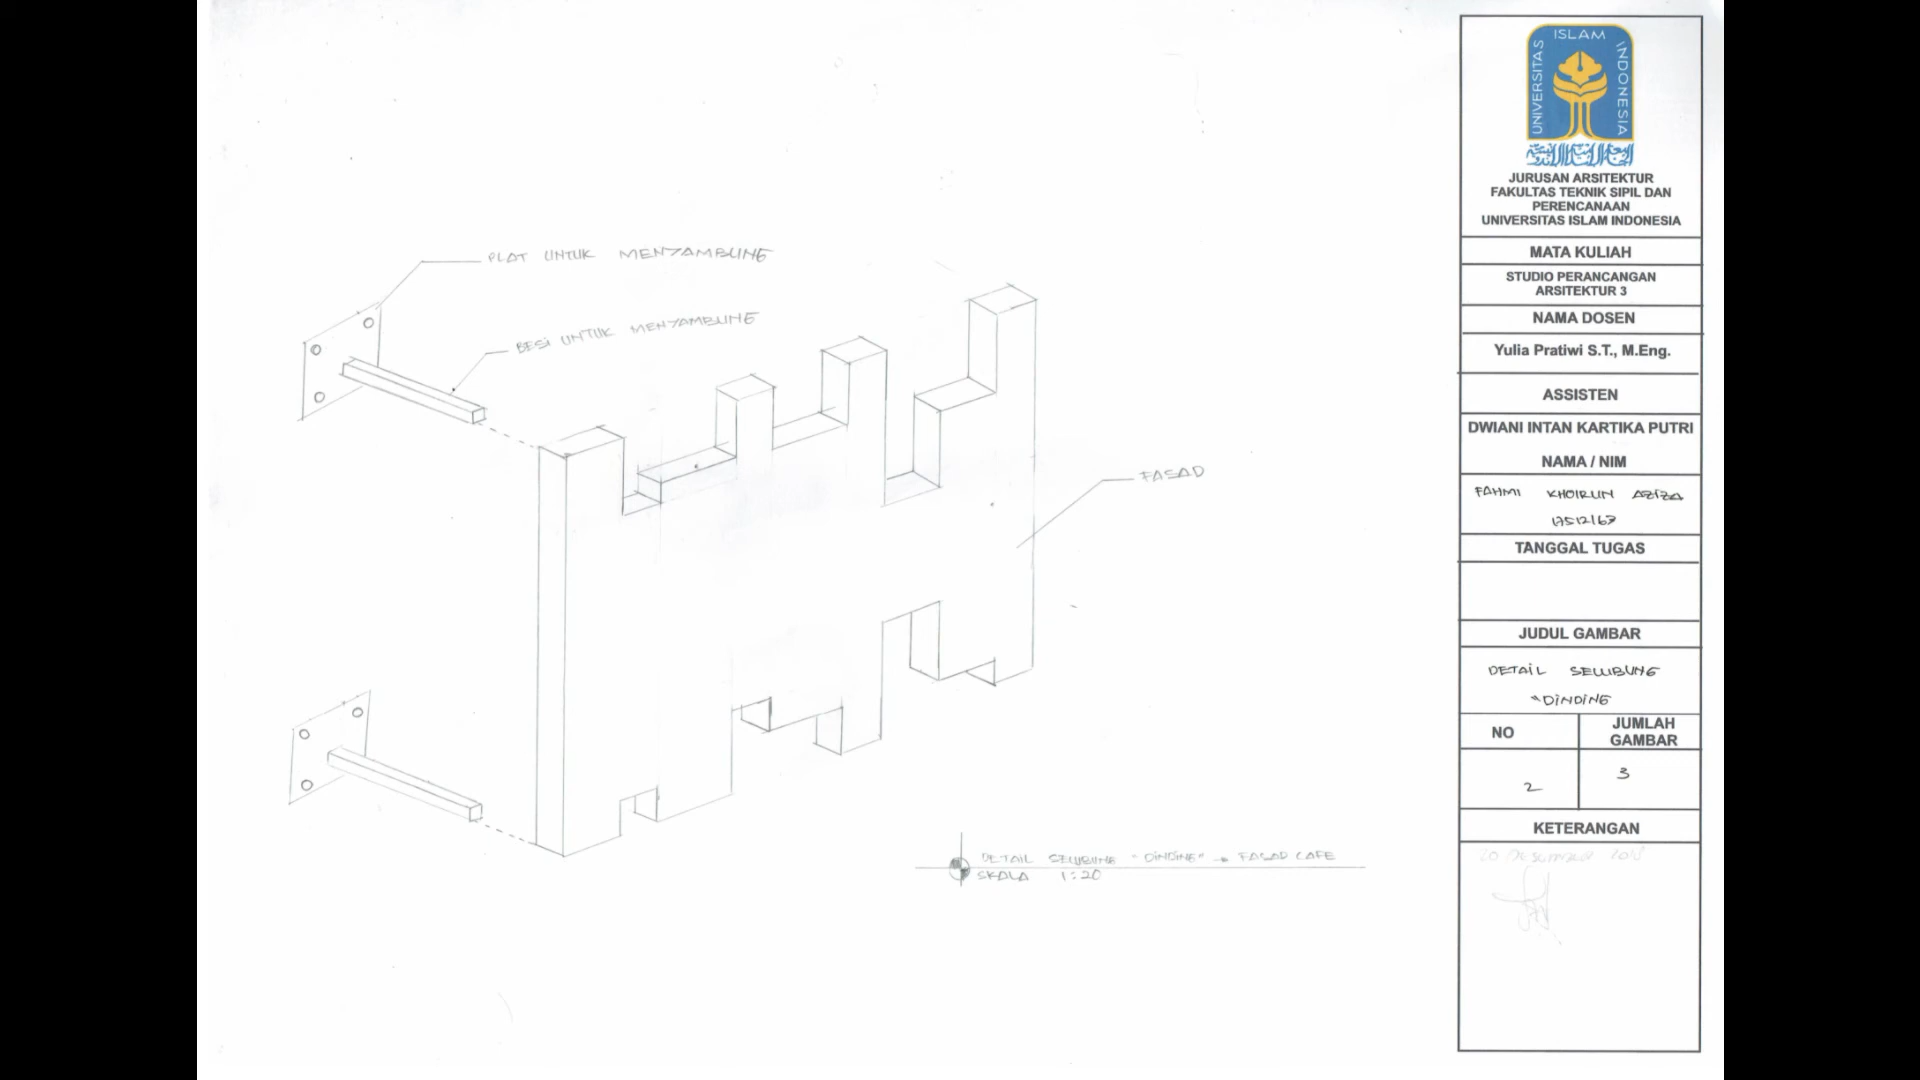 PLAT UNTUK MENYAMBUNG
BESI UNTUK MENYAMBUNG
FASAD
DETAIL SELUBUNG "DINDING" → FASAD CAFE
SKALA 1:20
UNIVERSITAS ISLAM INDONESIA
JURUSAN ARSITEKTUR
FAKULTAS TEKNIK SIPIL DAN
PERENCANAAN
UNIVERSITAS ISLAM INDONESIA
MATA KULIAH
STUDIO PERANCANGAN
ARSITEKTUR 3
NAMA DOSEN
Yulia Pratiwi S.T., M.Eng.
ASSISTEN
DWIANI INTAN KARTIKA PUTRI
NAMA / NIM
FAHMI KHOIRUN AZIZA
17512167
TANGGAL TUGAS
JUDUL GAMBAR
DETAIL SELUBUNG
"DINDING
NO
JUMLAH
GAMBAR
2
3
KETERANGAN